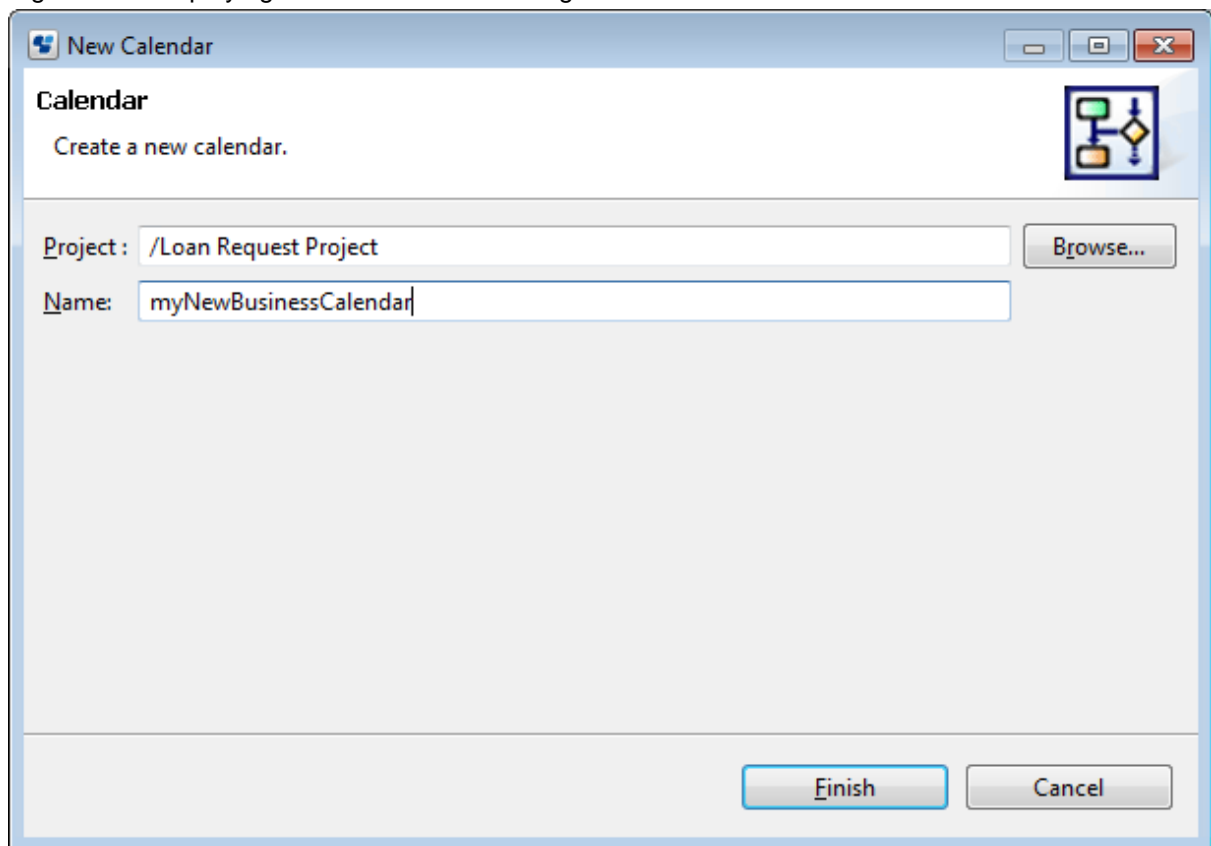 New Calendar
Calendar
Create a new calendar.
Project : /Loan Request Project Browse...
Name: myNewBusinessCalendar
Finish Cancel